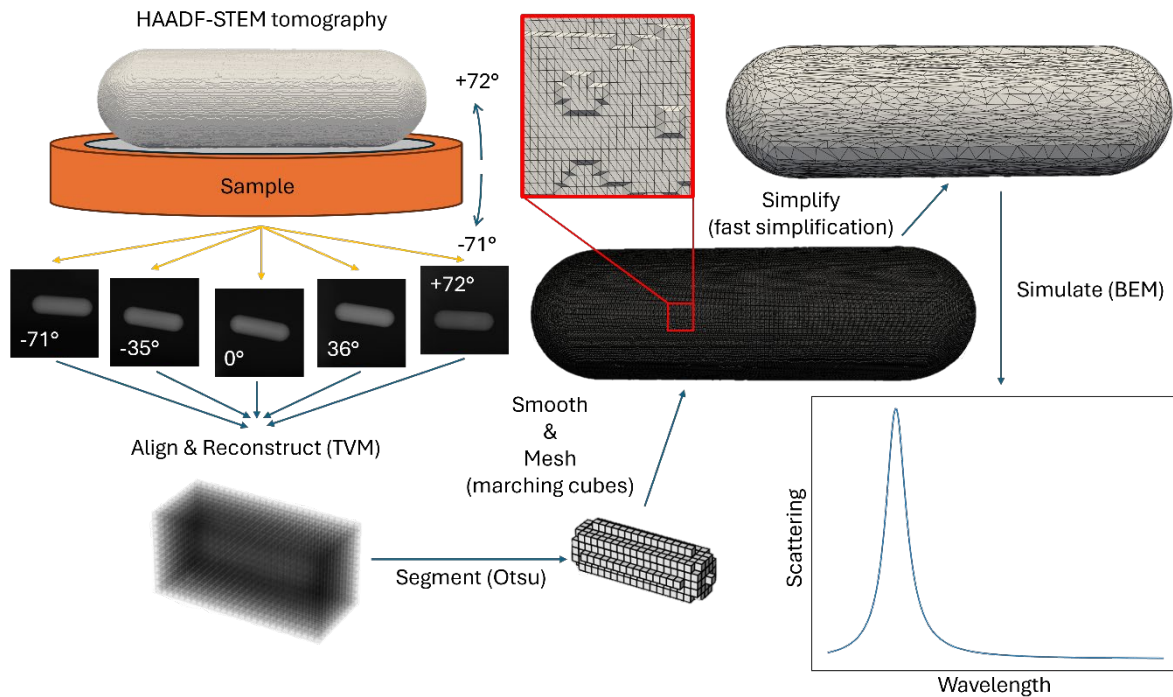 HAADF-STEM tomography
+72°
Sample
-71°
-71°
-35°
0°
36°
+72°
Align & Reconstruct (TVM)
Segment (Otsu)
Smooth
&
Mesh
(marching cubes)
Simplify
(fast simplification)
Simulate (BEM)
Scattering
Wavelength